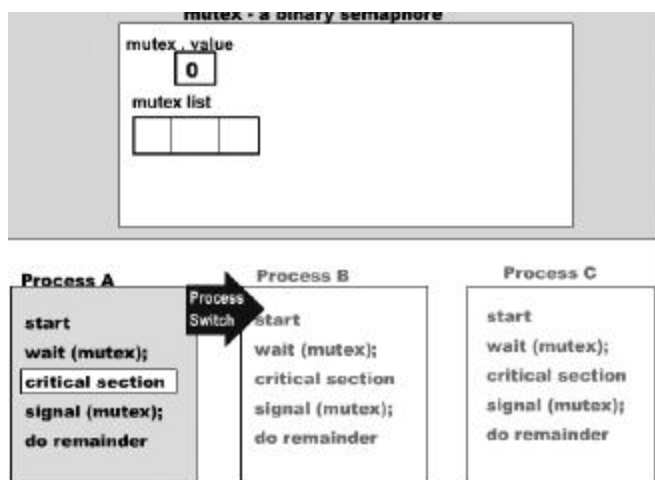 mutex - a binary semaphore
mutex . value
0
mutex list
Process A
start
wait (mutex);
critical section
signal (mutex);
do remainder
Process
Switch
Process B
start
wait (mutex);
critical section
signal (mutex);
do remainder
Process C
start
wait (mutex);
critical section
signal (mutex);
do remainder